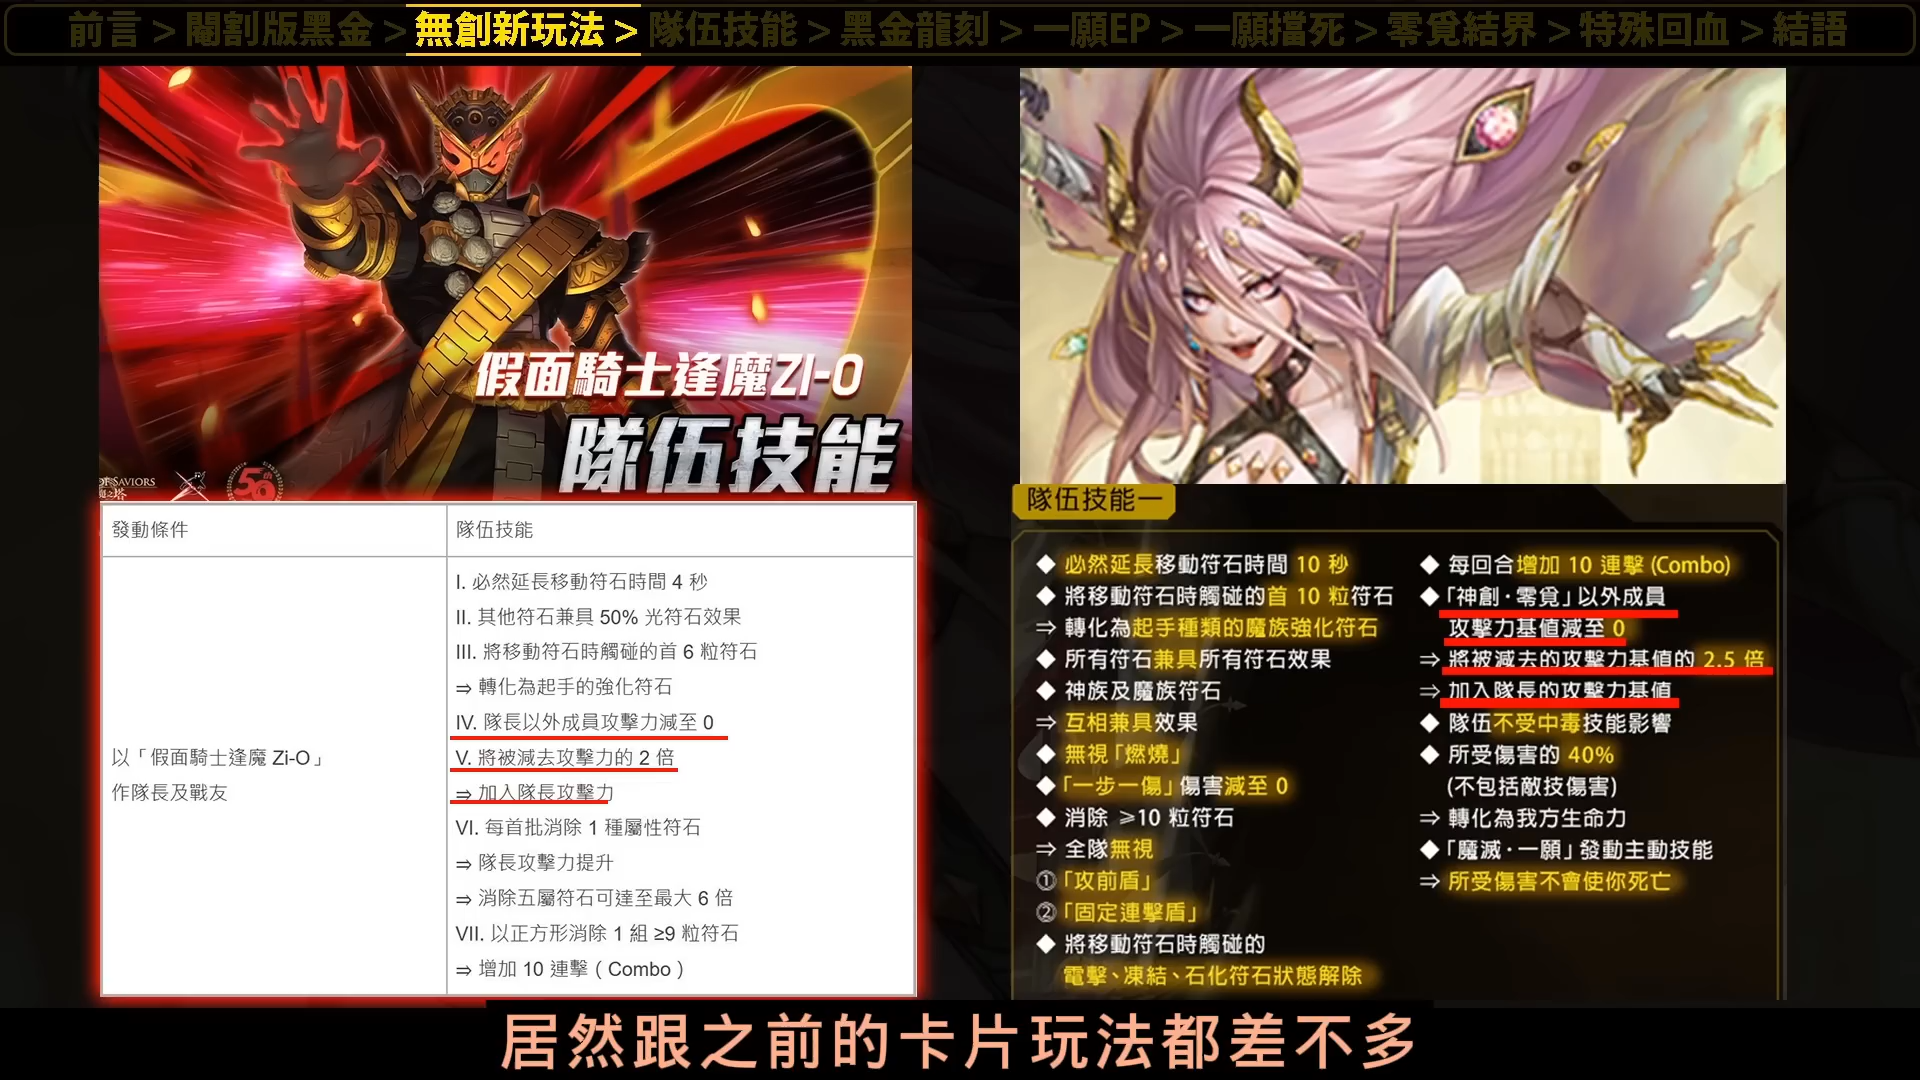 前言 > 閹割版黑金 > 無創新玩法 > 隊伍技能 > 黑金龍刻 > 一願EP > 一願擋死 > 零覓結界 > 特殊回血 > 結語
假面騎士逢魔ZI-O
隊伍技能
OF SAVIORS
魔之塔
50
發動條件
隊伍技能
以「假面騎士逢魔 Zi-O」
作隊長及戰友
I. 必然延長移動符石時間 4 秒
II. 其他符石兼具 50% 光符石效果
III. 將移動符石時觸碰的首 6 粒符石
⇒ 轉化為起手的強化符石
IV. 隊長以外成員攻擊力減至 0
V. 將被減去攻擊力的 2 倍
⇒ 加入隊長攻擊力
VI. 每首批消除 1 種屬性符石
⇒ 隊長攻擊力提升
⇒ 消除五屬符石可達至最大 6 倍
VII. 以正方形消除 1 組 ≥9 粒符石
⇒ 增加 10 連擊（Combo）
隊伍技能一
◆ 必然延長移動符石時間 10 秒
◆ 將移動符石時觸碰的首 10 粒符石
⇒ 轉化為起手種類的魔族強化符石
◆ 所有符石兼具所有符石效果
◆ 神族及魔族符石
⇒ 互相兼具效果
◆ 無視「燃燒」
◆「一步一傷」傷害減至 0
◆ 消除 ≥10 粒符石
⇒ 全隊無視
①「攻前盾」
②「固定連擊盾」
◆ 將移動符石時觸碰的
電擊、凍結、石化符石狀態解除
◆ 每回合增加 10 連擊 (Combo)
◆「神創·零覓」以外成員
攻擊力基值減至 0
⇒ 將被減去的攻擊力基值的 2.5 倍
⇒ 加入隊長的攻擊力基值
◆ 隊伍不受中毒技能影響
◆ 所受傷害的 40%
(不包括敵技傷害)
⇒ 轉化為我方生命力
◆「魔滅·一願」發動主動技能
⇒ 所受傷害不會使你死亡
居然跟之前的卡片玩法都差不多